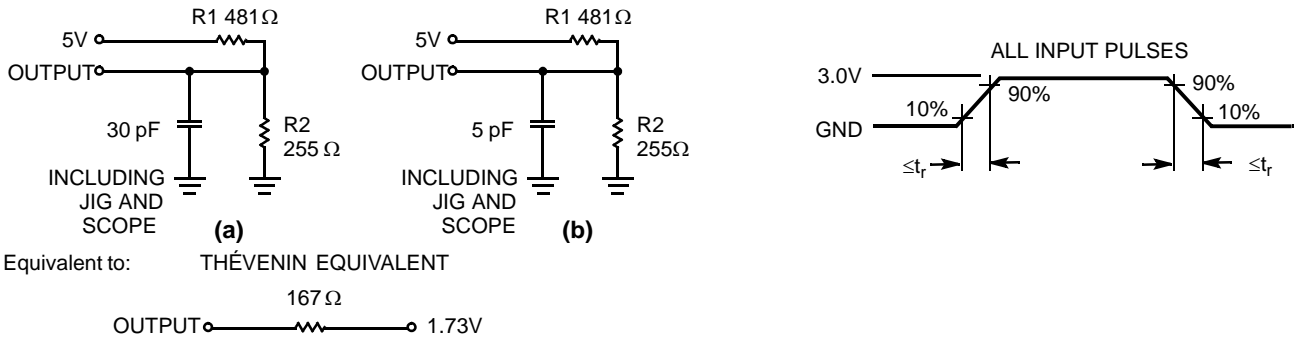 R1 481Ω
5V
OUTPUT
30 pF
R2
255 Ω
INCLUDING
JIG AND
SCOPE
(a)
R1 481Ω
5V
OUTPUT
5 pF
R2
255Ω
INCLUDING
JIG AND
SCOPE
(b)
ALL INPUT PULSES
3.0V
GND
10%
90%
90%
10%
≤tr
≤tr
Equivalent to: THÉVENIN EQUIVALENT
167 Ω
OUTPUT 1.73V